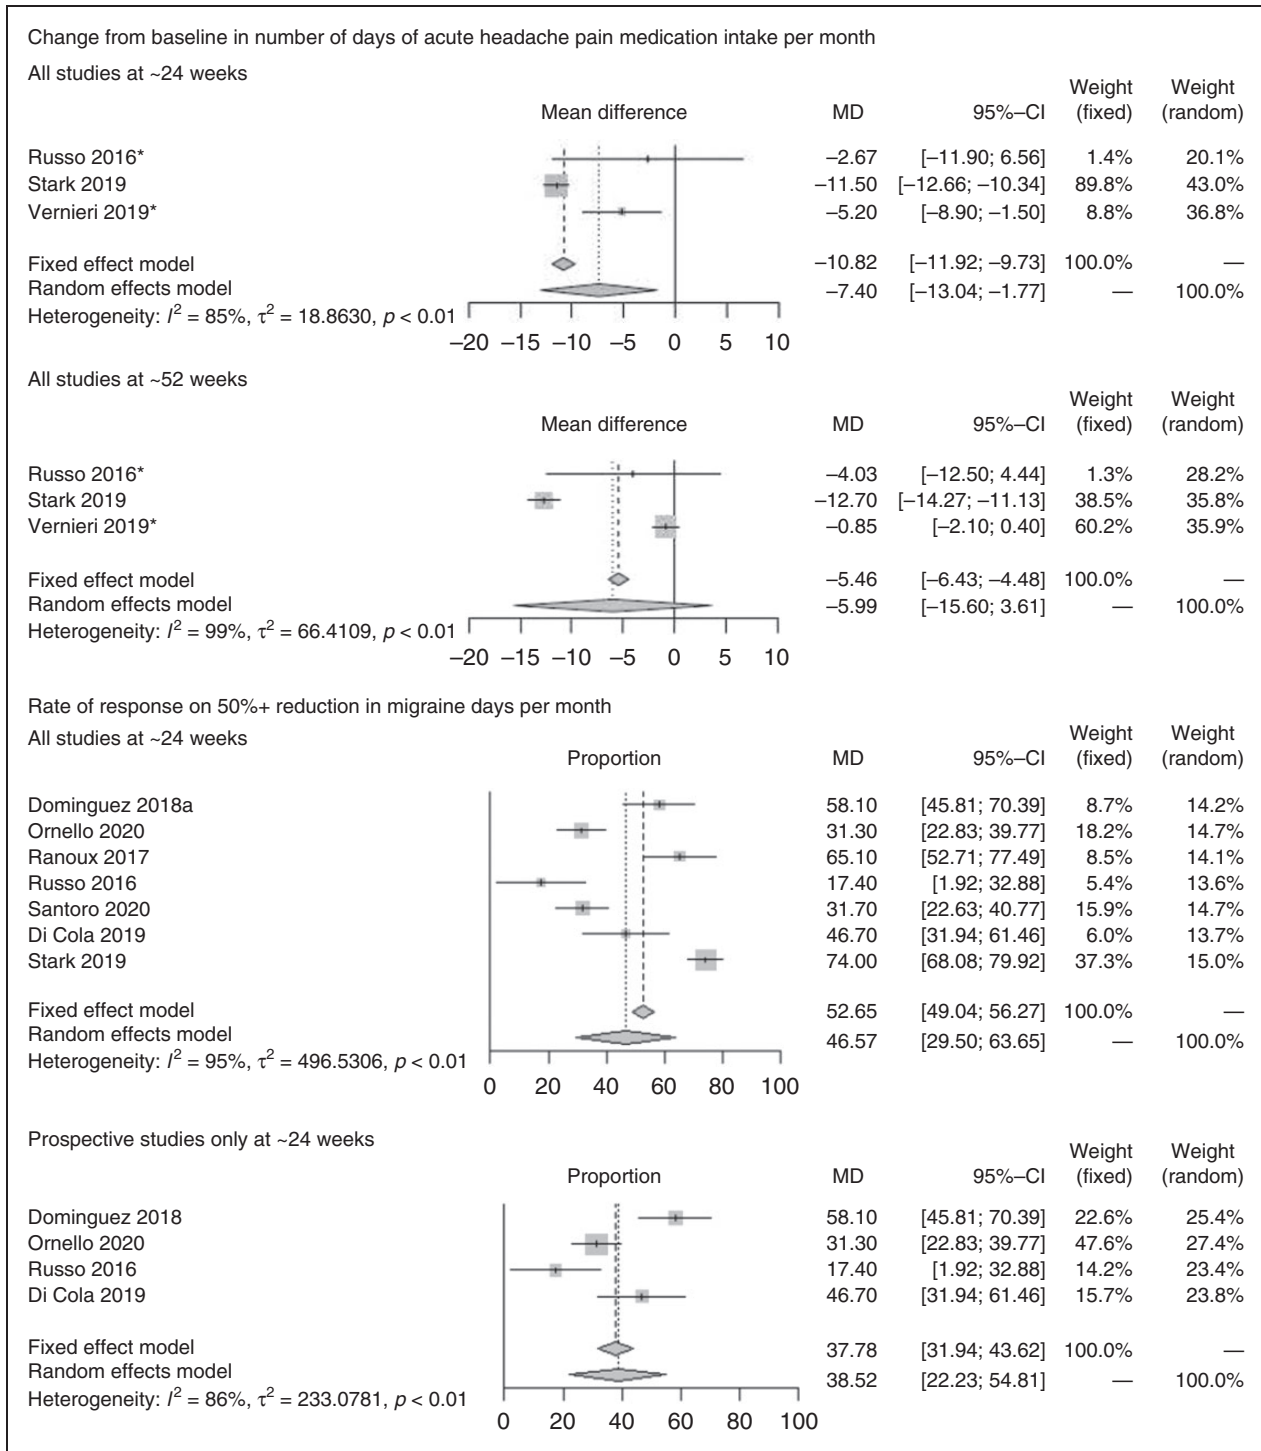 Change from baseline in number of days of acute headache pain medication intake per month
All studies at ~24 weeks
Mean difference MD 95%–CI Weight (fixed) Weight (random)
Russo 2016* –2.67 [–11.90; 6.56] 1.4% 20.1%
Stark 2019 –11.50 [–12.66; –10.34] 89.8% 43.0%
Vernieri 2019* –5.20 [–8.90; –1.50] 8.8% 36.8%
Fixed effect model –10.82 [–11.92; –9.73] 100.0% —
Random effects model –7.40 [–13.04; –1.77] — 100.0%
Heterogeneity: I² = 85%, τ² = 18.8630, p < 0.01
–20 –15 –10 –5 0 5 10
All studies at ~52 weeks
Mean difference MD 95%–CI Weight (fixed) Weight (random)
Russo 2016* –4.03 [–12.50; 4.44] 1.3% 28.2%
Stark 2019 –12.70 [–14.27; –11.13] 38.5% 35.8%
Vernieri 2019* –0.85 [–2.10; 0.40] 60.2% 35.9%
Fixed effect model –5.46 [–6.43; –4.48] 100.0% —
Random effects model –5.99 [–15.60; 3.61] — 100.0%
Heterogeneity: I² = 99%, τ² = 66.4109, p < 0.01
–20 –15 –10 –5 0 5 10
Rate of response on 50%+ reduction in migraine days per month
All studies at ~24 weeks
Proportion MD 95%–CI Weight (fixed) Weight (random)
Dominguez 2018a 58.10 [45.81; 70.39] 8.7% 14.2%
Ornello 2020 31.30 [22.83; 39.77] 18.2% 14.7%
Ranoux 2017 65.10 [52.71; 77.49] 8.5% 14.1%
Russo 2016 17.40 [1.92; 32.88] 5.4% 13.6%
Santoro 2020 31.70 [22.63; 40.77] 15.9% 14.7%
Di Cola 2019 46.70 [31.94; 61.46] 6.0% 13.7%
Stark 2019 74.00 [68.08; 79.92] 37.3% 15.0%
Fixed effect model 52.65 [49.04; 56.27] 100.0% —
Random effects model 46.57 [29.50; 63.65] — 100.0%
Heterogeneity: I² = 95%, τ² = 496.5306, p < 0.01
0 20 40 60 80 100
Prospective studies only at ~24 weeks
Proportion MD 95%–CI Weight (fixed) Weight (random)
Dominguez 2018 58.10 [45.81; 70.39] 22.6% 25.4%
Ornello 2020 31.30 [22.83; 39.77] 47.6% 27.4%
Russo 2016 17.40 [1.92; 32.88] 14.2% 23.4%
Di Cola 2019 46.70 [31.94; 61.46] 15.7% 23.8%
Fixed effect model 37.78 [31.94; 43.62] 100.0% —
Random effects model 38.52 [22.23; 54.81] — 100.0%
Heterogeneity: I² = 86%, τ² = 233.0781, p < 0.01
0 20 40 60 80 100